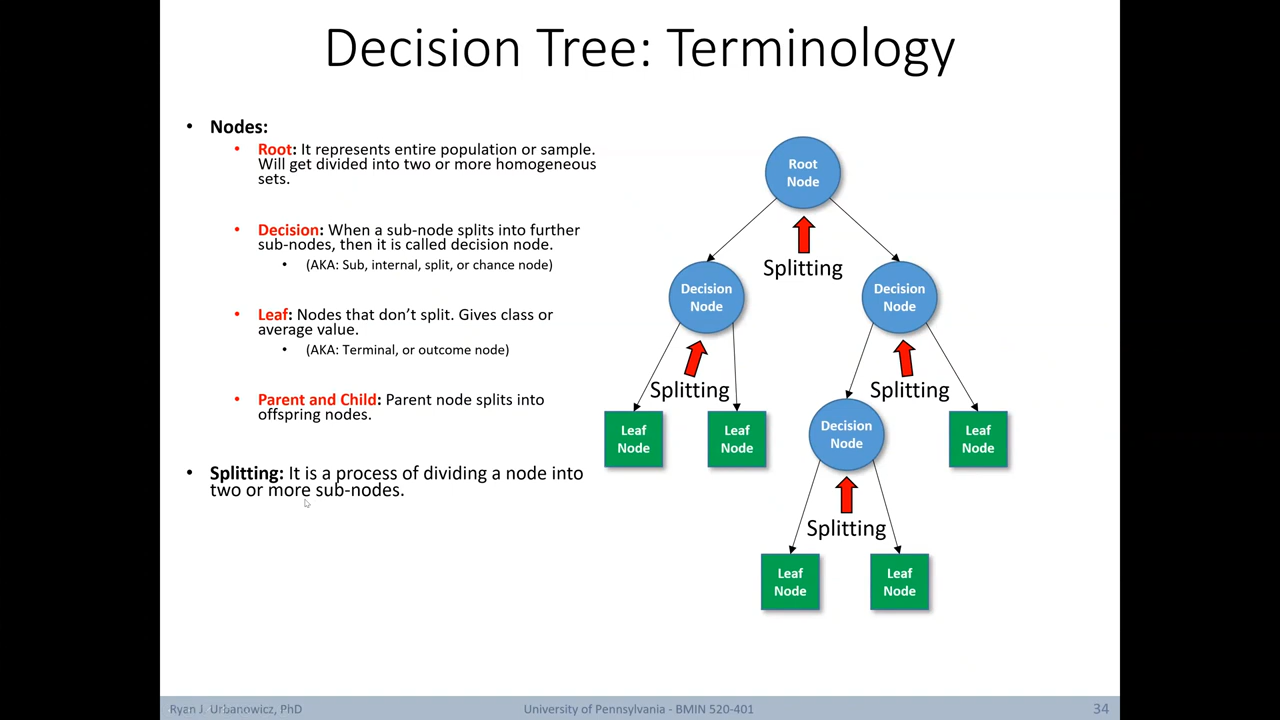 Decision Tree: Terminology
• Nodes:
• Root: It represents entire population or sample.
Will get divided into two or more homogeneous
sets.
• Decision: When a sub-node splits into further
sub-nodes, then it is called decision node.
• (AKA: Sub, internal, split, or chance node)
• Leaf: Nodes that don’t split. Gives class or
average value.
• (AKA: Terminal, or outcome node)
• Parent and Child: Parent node splits into
offspring nodes.
• Splitting: It is a process of dividing a node into
two or more sub-nodes.
Root
Node
Splitting
Decision
Node
Decision
Node
Splitting
Splitting
Leaf
Node
Leaf
Node
Decision
Node
Leaf
Node
Splitting
Leaf
Node
Leaf
Node
Ryan J. Urbanowicz, PhD
University of Pennsylvania - BMIN 520-401
34